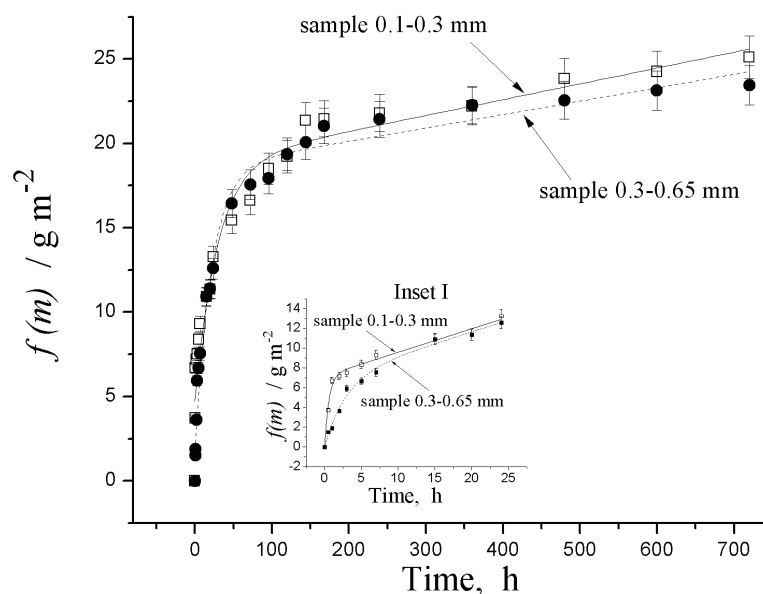 sample 0.1-0.3 mm
sample 0.3-0.65 mm
f (m) / g m-2
25
20
15
10
5
0
0 100 200 300 400 500 600 700
Time, h
Inset I
sample 0.1-0.3 mm
sample 0.3-0.65 mm
f(m) / g m-2
14
12
10
8
6
4
2
0
-2
0 5 10 15 20 25
Time, h